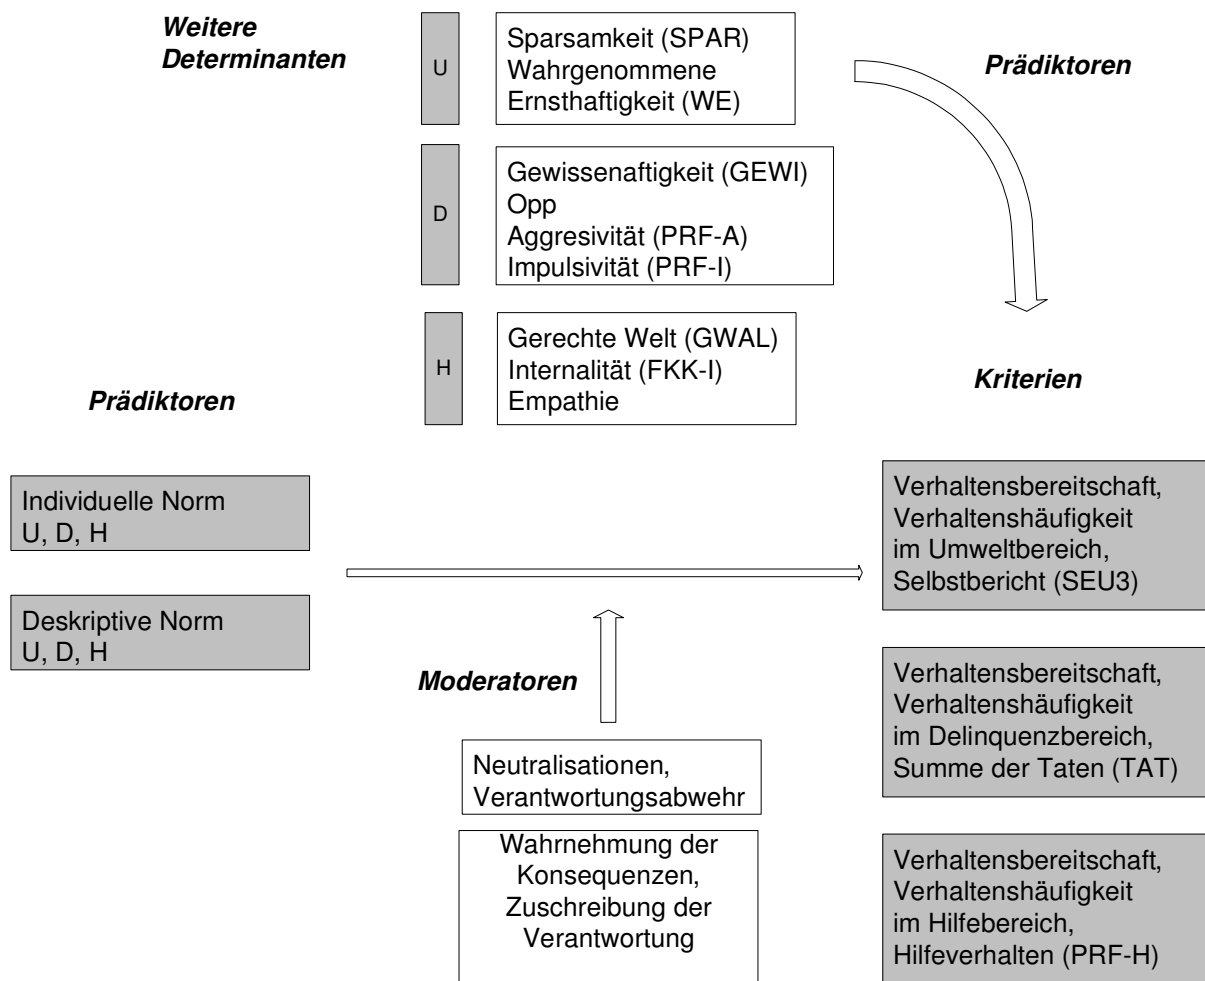 Weitere
Determinanten
U
Sparsamkeit (SPAR)
Wahrgenommene
Ernsthaftigkeit (WE)
Prädiktoren
D
Gewissenaftigkeit (GEWI)
Opp
Aggresivität (PRF-A)
Impulsivität (PRF-I)
H
Gerechte Welt (GWAL)
Internalität (FKK-I)
Empathie
Kriterien
Prädiktoren
Individuelle Norm
U, D, H
Deskriptive Norm
U, D, H
Verhaltensbereitschaft,
Verhaltenshäufigkeit
im Umweltbereich,
Selbstbericht (SEU3)
Moderatoren
Verhaltensbereitschaft,
Verhaltenshäufigkeit
im Delinquenzbereich,
Summe der Taten (TAT)
Neutralisationen,
Verantwortungsabwehr
Wahrnehmung der
Konsequenzen,
Zuschreibung der
Verantwortung
Verhaltensbereitschaft,
Verhaltenshäufigkeit
im Hilfebereich,
Hilfeverhalten (PRF-H)